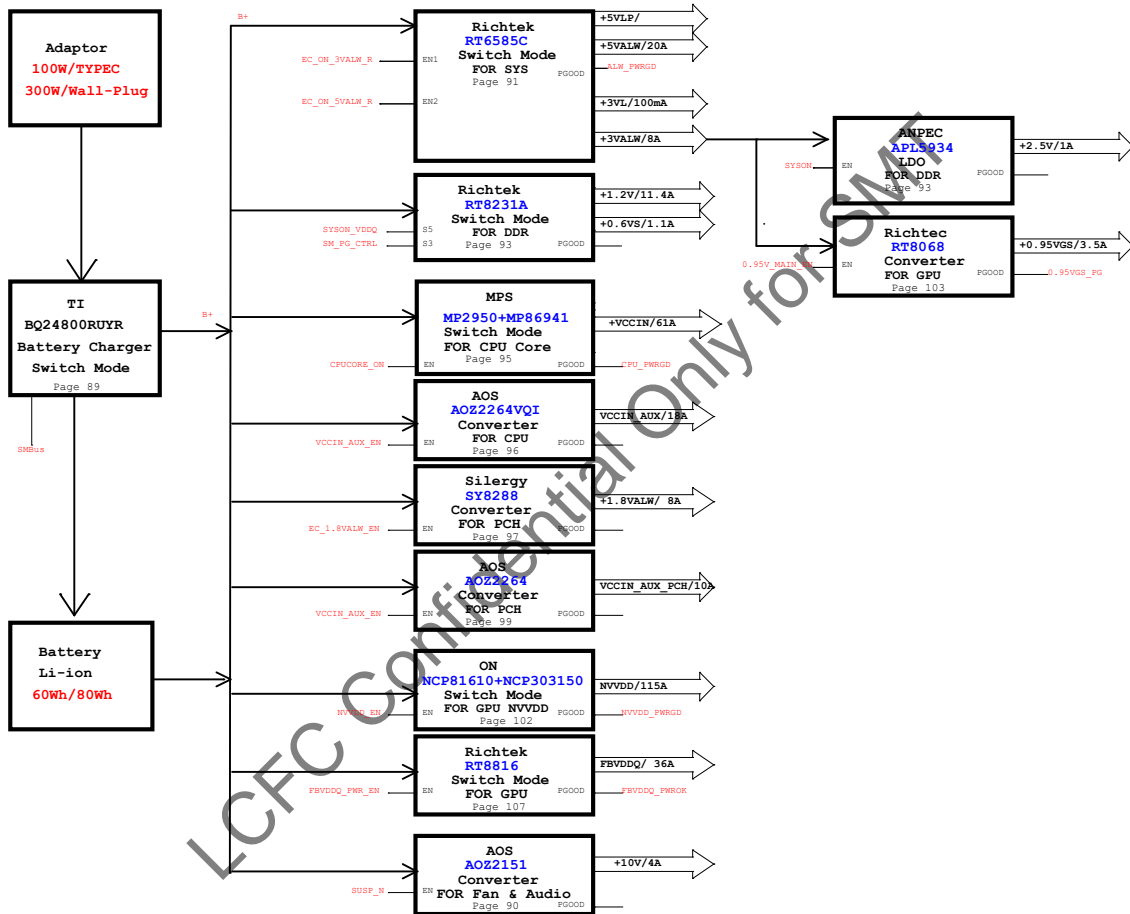 Adaptor
100W/TYPEC
300W/Wall-Plug
TI
BQ24800RUYR
Battery Charger
Switch Mode
Page 89
SMBus
Battery
Li-ion
60Wh/80Wh
B+
B+
Richtek
RT6585C
Switch Mode
FOR SYS
Page 91
EC_ON_3VALW_R
EN1
EC_ON_5VALW_R
EN2
PGOOD
+5VLP/
+5VALW/20A
ALW_PWRGD
+3VL/100mA
+3VALW/8A
ANPEC
APL5934
LDO
FOR DDR
Page 93
SYSON
EN
PGOOD
+2.5V/1A
Richtek
RT8231A
Switch Mode
FOR DDR
Page 93
SYSON_VDDQ
S5
SM_PG_CTRL
S3
PGOOD
+1.2V/11.4A
+0.6VS/1.1A
Richtec
RT8068
Converter
FOR GPU
Page 103
0.95V_MAIN_EN
EN
PGOOD
+0.95VGS/3.5A
0.95VGS_PG
MPS
MP2950+MP86941
Switch Mode
FOR CPU Core
Page 95
CPUCORE_ON
EN
PGOOD
+VCCIN/61A
CPU_PWRGD
AOS
AOZ2264VQI
Converter
FOR CPU
Page 96
VCCIN_AUX_EN
EN
PGOOD
VCCIN_AUX/18A
Silergy
SY8288
Converter
FOR PCH
Page 97
EC_1.8VALW_EN
EN
PGOOD
+1.8VALW/ 8A
AOS
AOZ2264
Converter
FOR PCH
Page 99
VCCIN_AUX_EN
EN
PGOOD
VCCIN_AUX_PCH/10A
ON
NCP81610+NCP303150
Switch Mode
FOR GPU NVVDD
Page 102
NVVDD_EN
EN
PGOOD
NVVDD/115A
NVVDD_PWRGD
Richtek
RT8816
Switch Mode
FOR GPU
Page 107
FBVDDQ_PWR_EN
EN
PGOOD
FBVDDQ/ 36A
FBVDDQ_PWROK
AOS
AOZ2151
Converter
FOR Fan & Audio
Page 90
SUSP_N
EN
PGOOD
+10V/4A
LCFC Confidential Only for SMT